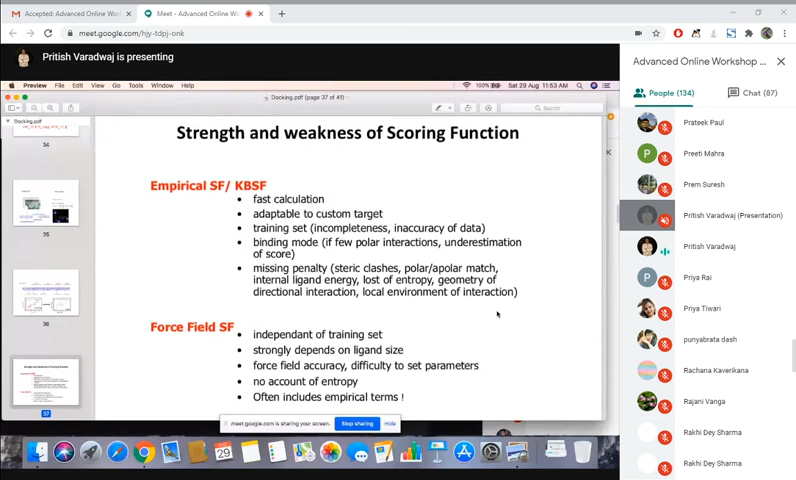 Accepted: Advanced Online Work
Meet - Advanced Online Works
meet.google.com/hjy-tdpj-onk
Pritish Varadwaj is presenting
Advanced Online Workshop ...
People (134)
Chat (87)
Preview File Edit View Go Tools Window Help
100%
Sat 29 Aug 11:53 AM
Docking.pdf (page 37 of 41)
Search
Docking.pdf
34
35
36
37
Strength and weakness of Scoring Function
Empirical SF/ KBSF
• fast calculation
• adaptable to custom target
• training set (incompleteness, inaccuracy of data)
• binding mode (if few polar interactions, underestimation
of score)
• missing penalty (steric clashes, polar/apolar match,
internal ligand energy, lost of entropy, geometry of
directional interaction, local environment of interaction)
Force Field SF
• independant of training set
• strongly depends on ligand size
• force field accuracy, difficulty to set parameters
• no account of entropy
• Often includes empirical terms !
meet.google.com is sharing your screen.
Stop sharing
Hide
29
Prateek Paul
P
Preeti Mahra
Prem Suresh
Pritish Varadwaj (Presentation)
Pritish Varadwaj
P
Priya Rai
Priya Tiwari
punyabrata dash
Rachana Kaverikana
Rajani Vanga
Rakhi Dey Sharma
Rakhi Dey Sharma